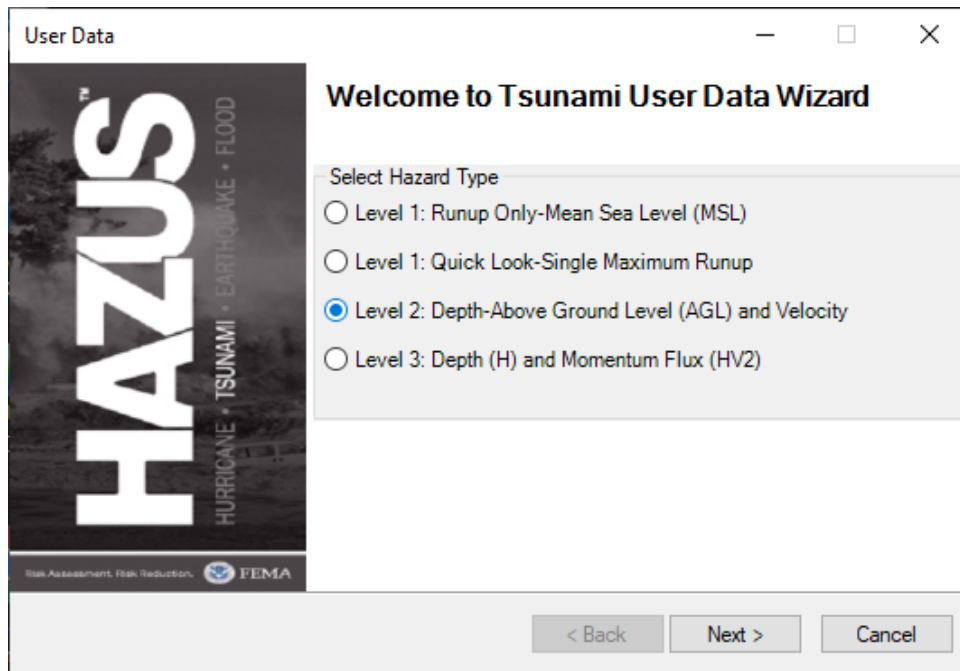 User Data
HAZUS™
HURRICANE • TSUNAMI • EARTHQUAKE • FLOOD
Risk Assessment. Risk Reduction.
FEMA
Welcome to Tsunami User Data Wizard
Select Hazard Type
Level 1: Runup Only-Mean Sea Level (MSL)
Level 1: Quick Look-Single Maximum Runup
Level 2: Depth-Above Ground Level (AGL) and Velocity
Level 3: Depth (H) and Momentum Flux (HV2)
< Back
Next >
Cancel